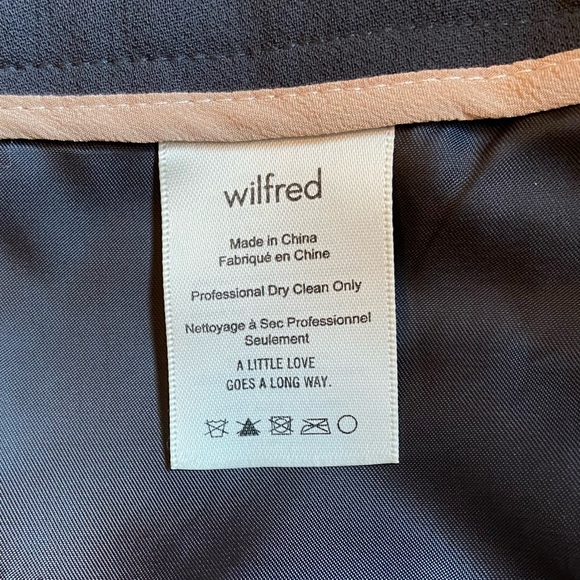 wilfred
Made in China
Fabriqué en Chine
Professional Dry Clean Only
Nettoyage à Sec Professionnel
Seulement
A LITTLE LOVE
GOES A LONG WAY.